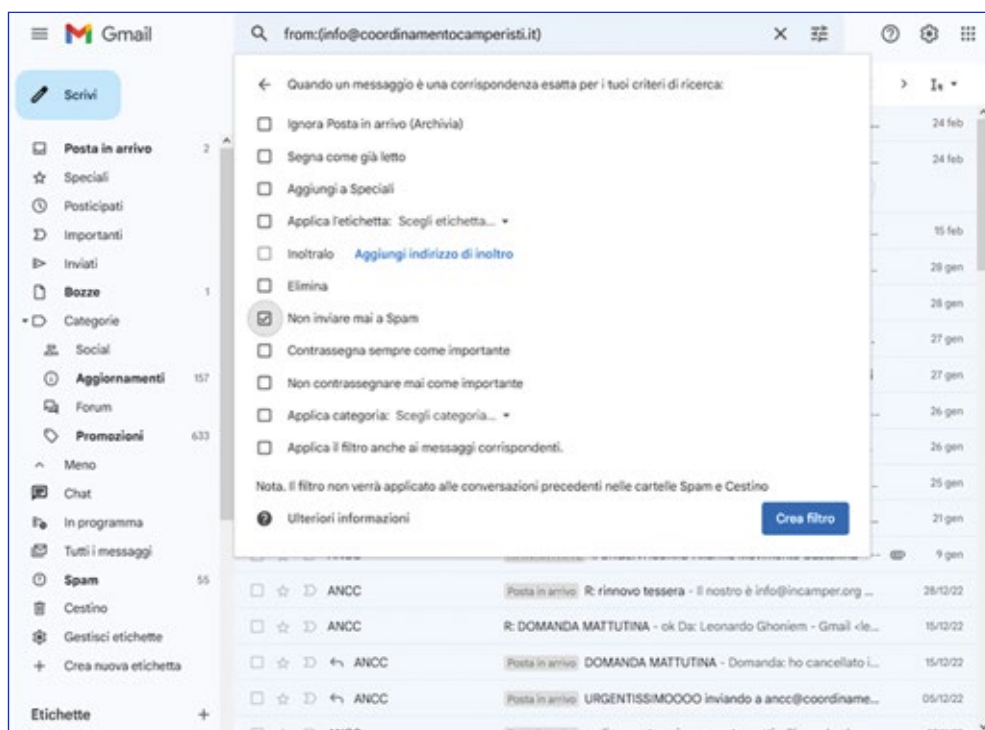 Gmail
from:(info@coordinamentocamperisti.it)
Scrivi
Posta in arrivo 2
Speciali
Posticipati
Importanti
Inviati
Bozze 1
Categorie
Social
Aggiornamenti 157
Forum
Promozioni 633
Meno
Chat
In programma
Tutti i messaggi
Spam 55
Cestino
Gestisci etichette
Crea nuova etichetta
Etichette +
Quando un messaggio è una corrispondenza esatta per i tuoi criteri di ricerca:
Ignora Posta in arrivo (Archivia)
Segna come già letto
Aggiungi a Speciali
Applica l'etichetta: Scegli etichetta...
Inoltralo Aggiungi indirizzo di inoltro
Elimina
Non inviare mai a Spam
Contrassegna sempre come importante
Non contrassegnare mai come importante
Applica categoria: Scegli categoria...
Applica il filtro anche ai messaggi corrispondenti.
Nota. Il filtro non verrà applicato alle conversazioni precedenti nelle cartelle Spam e Cestino
Ulteriori informazioni
Crea filtro
24 feb
24 feb
15 feb
28 gen
28 gen
27 gen
27 gen
26 gen
26 gen
25 gen
21 gen
9 gen
ANCC Posta in arrivo R: rinnovo tessera - Il nostro è info@incamper.org ... 28/12/22
ANCC R: DOMANDA MATTUTINA - ok Da: Leonardo Ghoniem - Gmail <le... 15/12/22
ANCC Posta in arrivo DOMANDA MATTUTINA - Domanda: ho cancellato i... 15/12/22
ANCC Posta in arrivo URGENTISSIMOOOO inviando a ancc@coordiname... 05/12/22